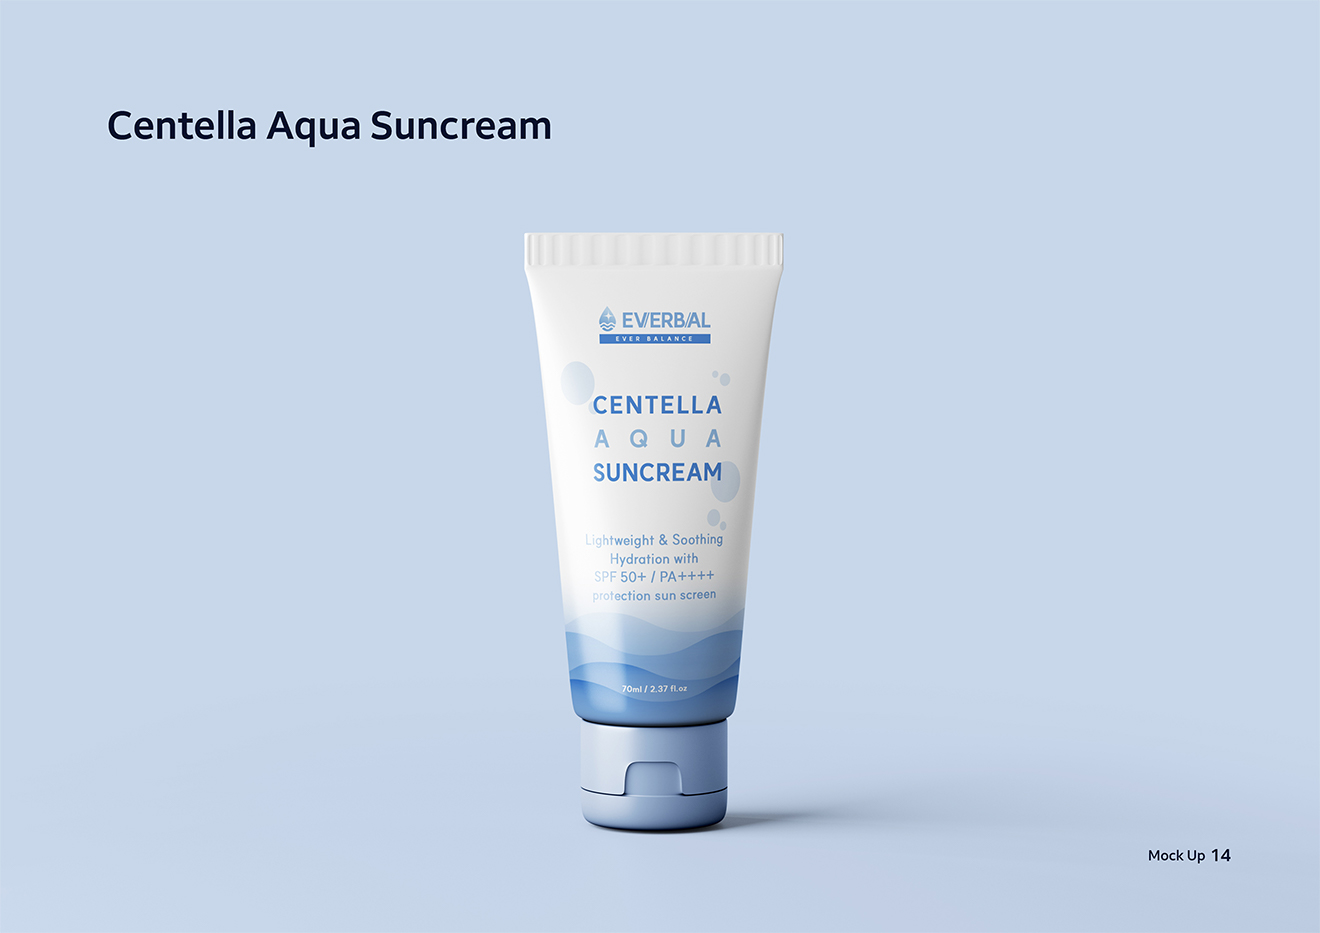 Centella Aqua Suncream
EVERBAL
EVER BALANCE
CENTELLA
AQUA
SUNCREAM
Lightweight & Soothing
Hydration with
SPF 50+ / PA++++
protection sun screen
70ml / 2.37 fl.oz
Mock Up 14